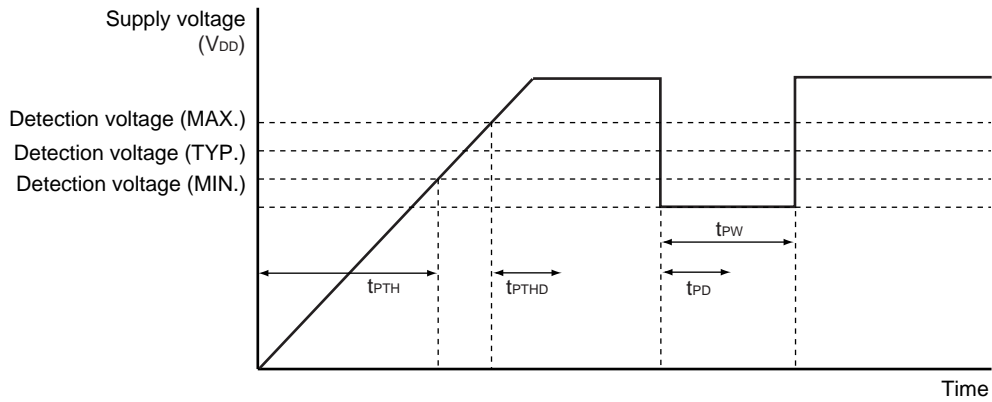 Supply voltage
(VDD)
Detection voltage (MAX.)
Detection voltage (TYP.)
Detection voltage (MIN.)
tPW
tPTH
tPTHD
tPD
Time